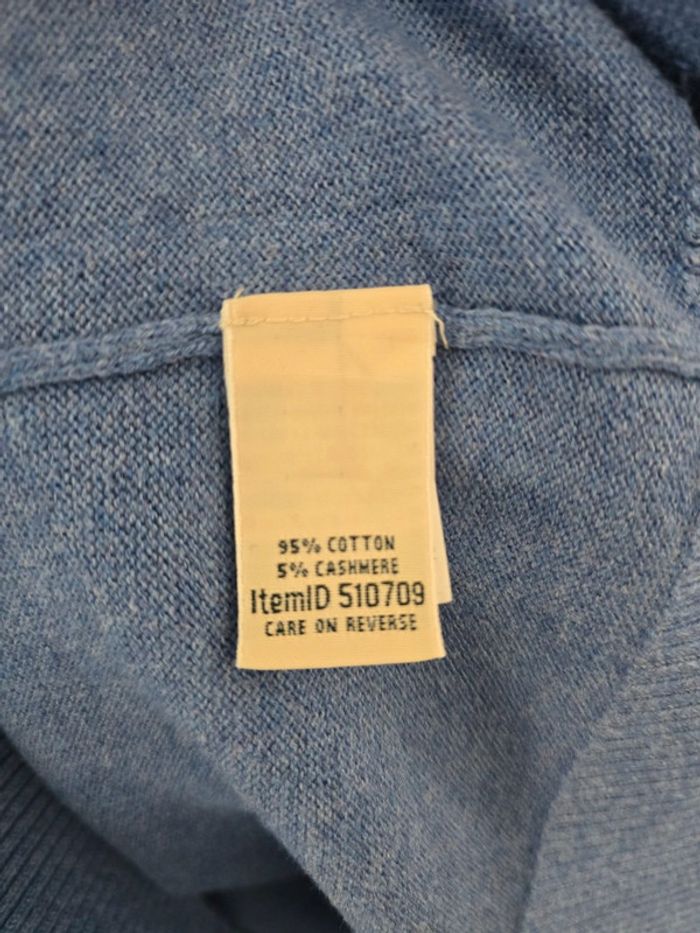 95% COTTON
5% CASHMERE
ItemID 510709
CARE ON REVERSE